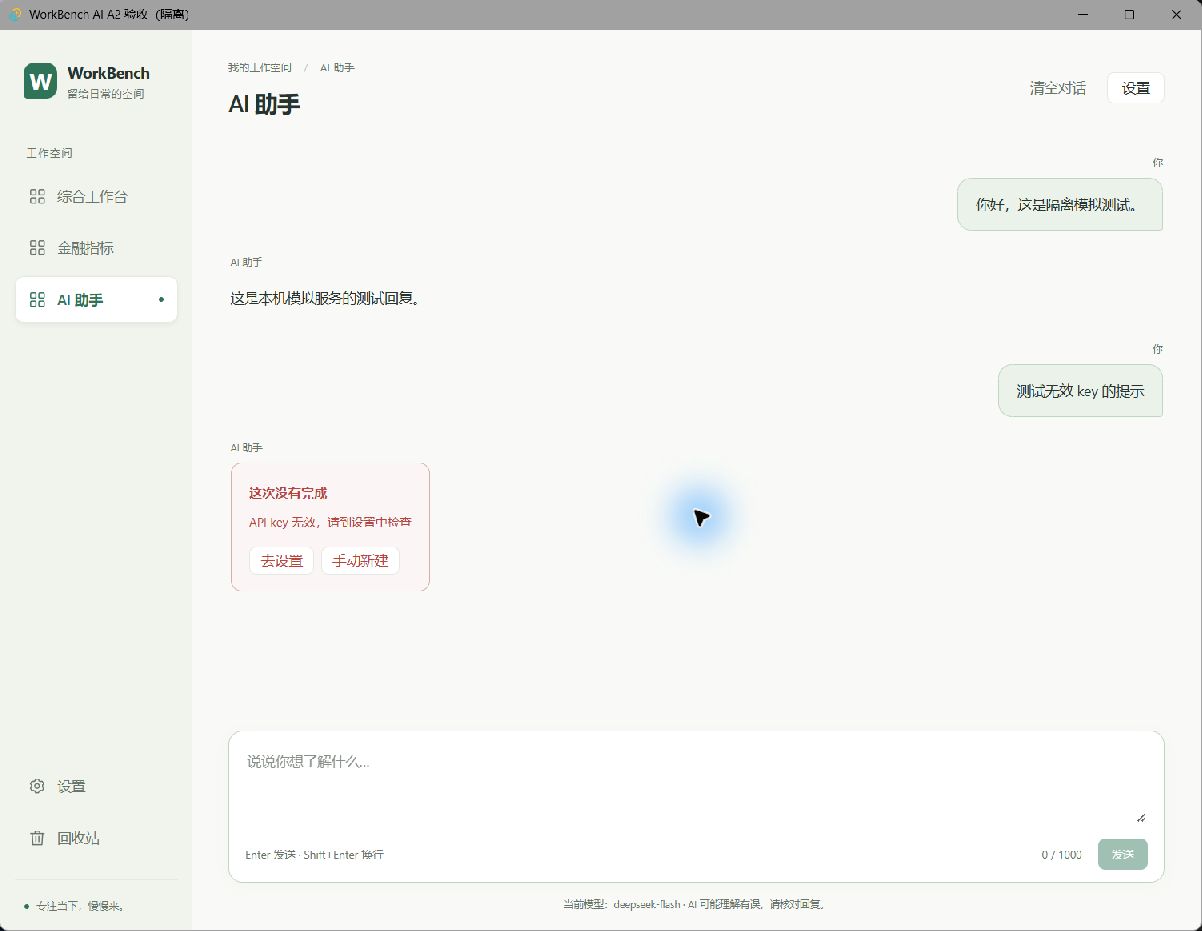 WorkBench AI A2 验收（隔离）
W
WorkBench
留给日常的空间
工作空间
综合工作台
金融指标
AI 助手
设置
回收站
专注当下，慢慢来。
我的工作空间 / AI 助手
AI 助手
清空对话
设置
你
你好，这是隔离模拟测试。
AI 助手
这是本机模拟服务的测试回复。
你
测试无效 key 的提示
AI 助手
这次没有完成
API key 无效，请到设置中检查
去设置
手动新建
说说你想了解什么...
Enter 发送 · Shift+Enter 换行
0 / 1000
发送
当前模型：deepseek-flash · AI 可能理解有误，请核对回复。